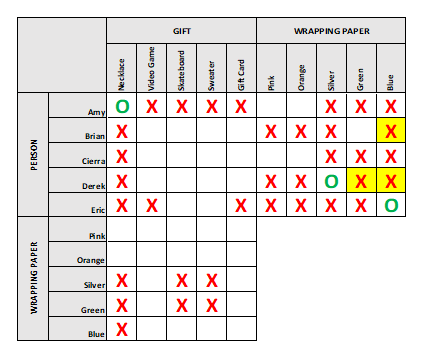 GIFT WRAPPING PAPER
Necklace Video Game Skateboard Sweater Gift Card Pink Orange Silver Green Blue
PERSON
Amy O X X X X X X X
Brian X X X X X
Cierra X X X X
Derek X X X O X X
Eric X X X X X X X O
WRAPPING PAPER
Pink
Orange
Silver X X X
Green X X X
Blue X